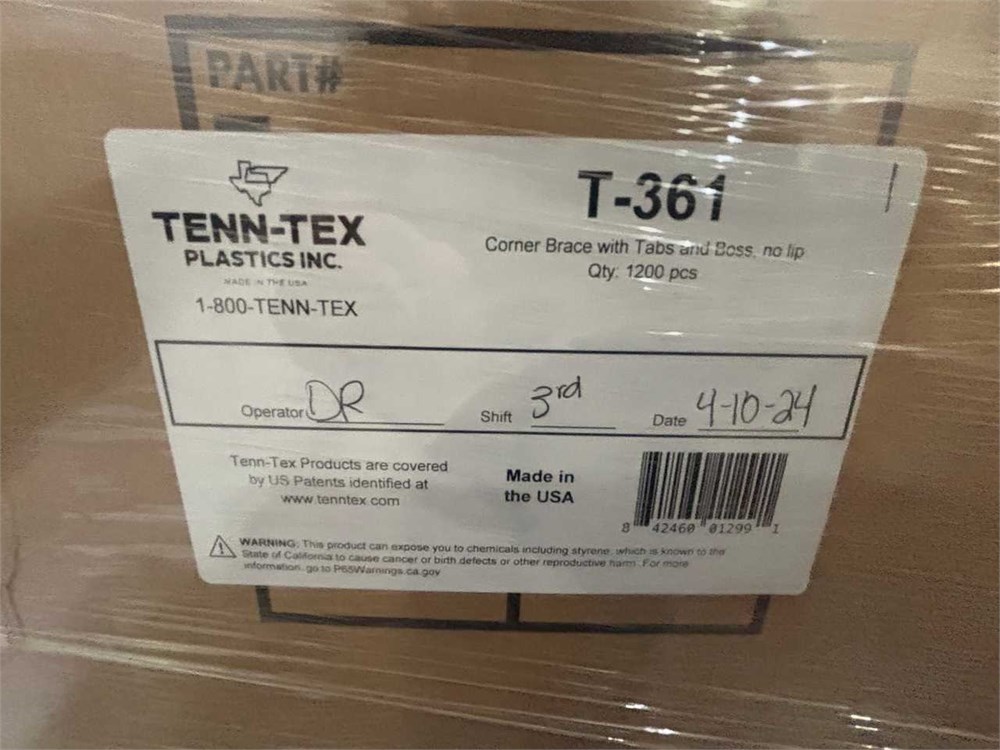 PART#
TENN-TEX
PLASTICS INC.
MADE IN THE USA
1-800-TENN-TEX
T-361
Corner Brace with Tabs and Boss, no lip
Qty: 1200 pcs
Operator DR
Shift 3rd
Date 4-10-24
Tenn-Tex Products are covered
by US Patents identified at
www.tenntex.com
Made in
the USA
8 42460 01299 1
WARNING: This product can expose you to chemicals including styrene, which is known to the
State of California to cause cancer or birth defects or other reproductive harm. For more
information, go to P65Warnings.ca.gov